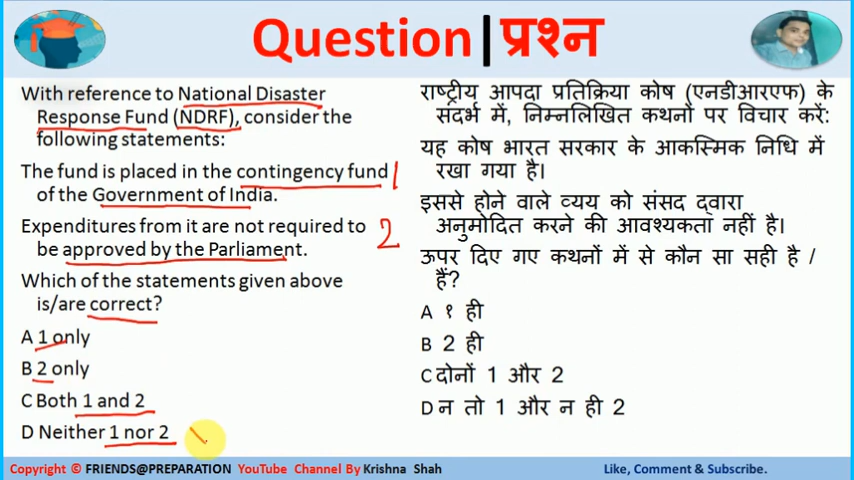 Question|प्रश्न
With reference to National Disaster
Response Fund (NDRF), consider the
following statements:
The fund is placed in the contingency fund 1
of the Government of India.
Expenditures from it are not required to
be approved by the Parliament. 2
Which of the statements given above
is/are correct?
A 1 only
B 2 only
C Both 1 and 2
D Neither 1 nor 2
राष्ट्रीय आपदा प्रतिक्रिया कोष (एनडीआरएफ) के
संदर्भ में, निम्नलिखित कथनों पर विचार करें:
यह कोष भारत सरकार के आकस्मिक निधि में
रखा गया है।
इससे होने वाले व्यय को संसद द्वारा
अनुमोदित करने की आवश्यकता नहीं है।
ऊपर दिए गए कथनों में से कौन सा सही है /
हैं?
A १ ही
B 2 ही
C दोनों 1 और 2
D न तो 1 और न ही 2
Copyright © FRIENDS@PREPARATION YouTube Channel By Krishna Shah Like, Comment & Subscribe.